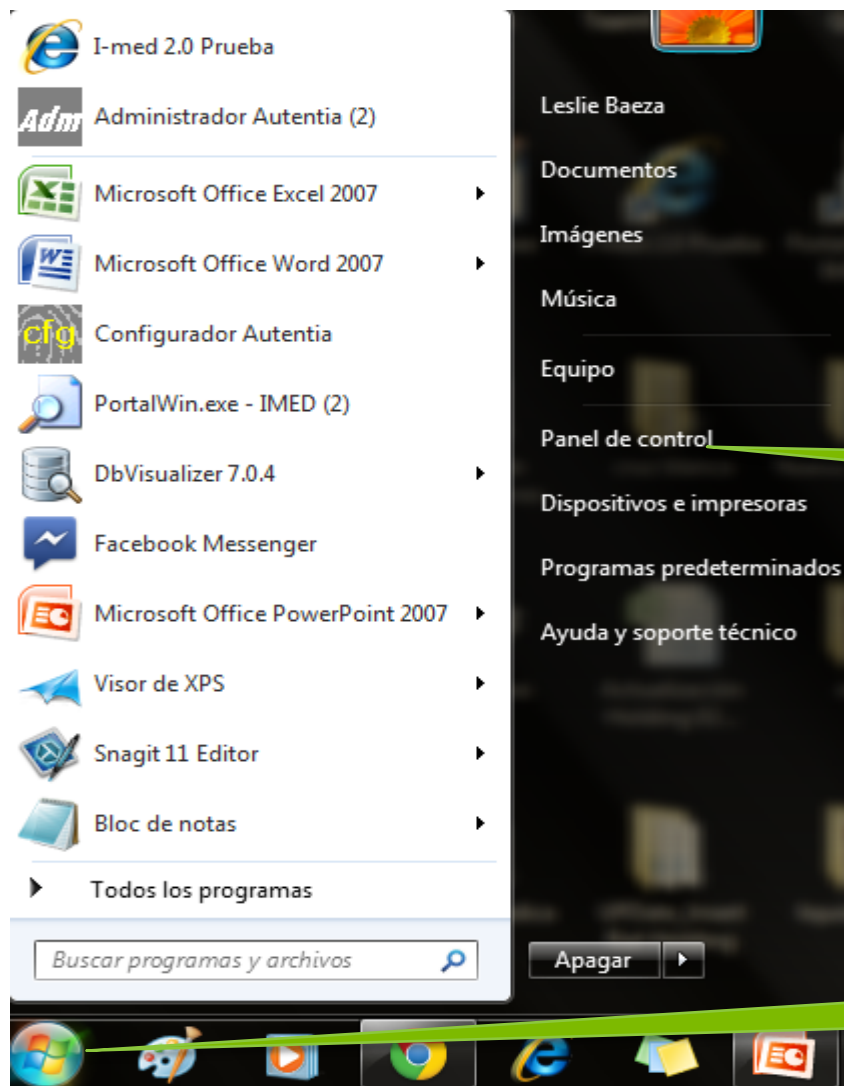 I-med 2.0 Prueba
Adm Administrador Autentia (2)
Microsoft Office Excel 2007
Microsoft Office Word 2007
cfg Configurador Autentia
PortalWin.exe - IMED (2)
DbVisualizer 7.0.4
Facebook Messenger
Microsoft Office PowerPoint 2007
Visor de XPS
Snagit 11 Editor
Bloc de notas
Todos los programas
Buscar programas y archivos
Leslie Baeza
Documentos
Imágenes
Música
Equipo
Panel de control
Dispositivos e impresoras
Programas predeterminados
Ayuda y soporte técnico
Apagar